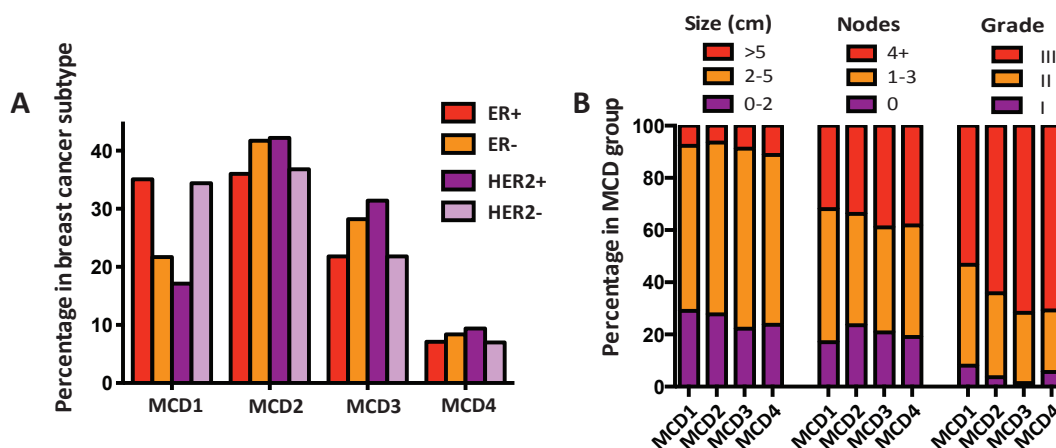 A
Percentage in breast cancer subtype
40
30
20
10
0
MCD1 MCD2 MCD3 MCD4
ER+
ER-
HER2+
HER2-
B
Size (cm)
>5
2-5
0-2
Nodes
4+
1-3
0
Grade
III
II
I
Percentage in MCD group
100
80
60
40
20
0
MCD1 MCD2 MCD3 MCD4 MCD1 MCD2 MCD3 MCD4 MCD1 MCD2 MCD3 MCD4